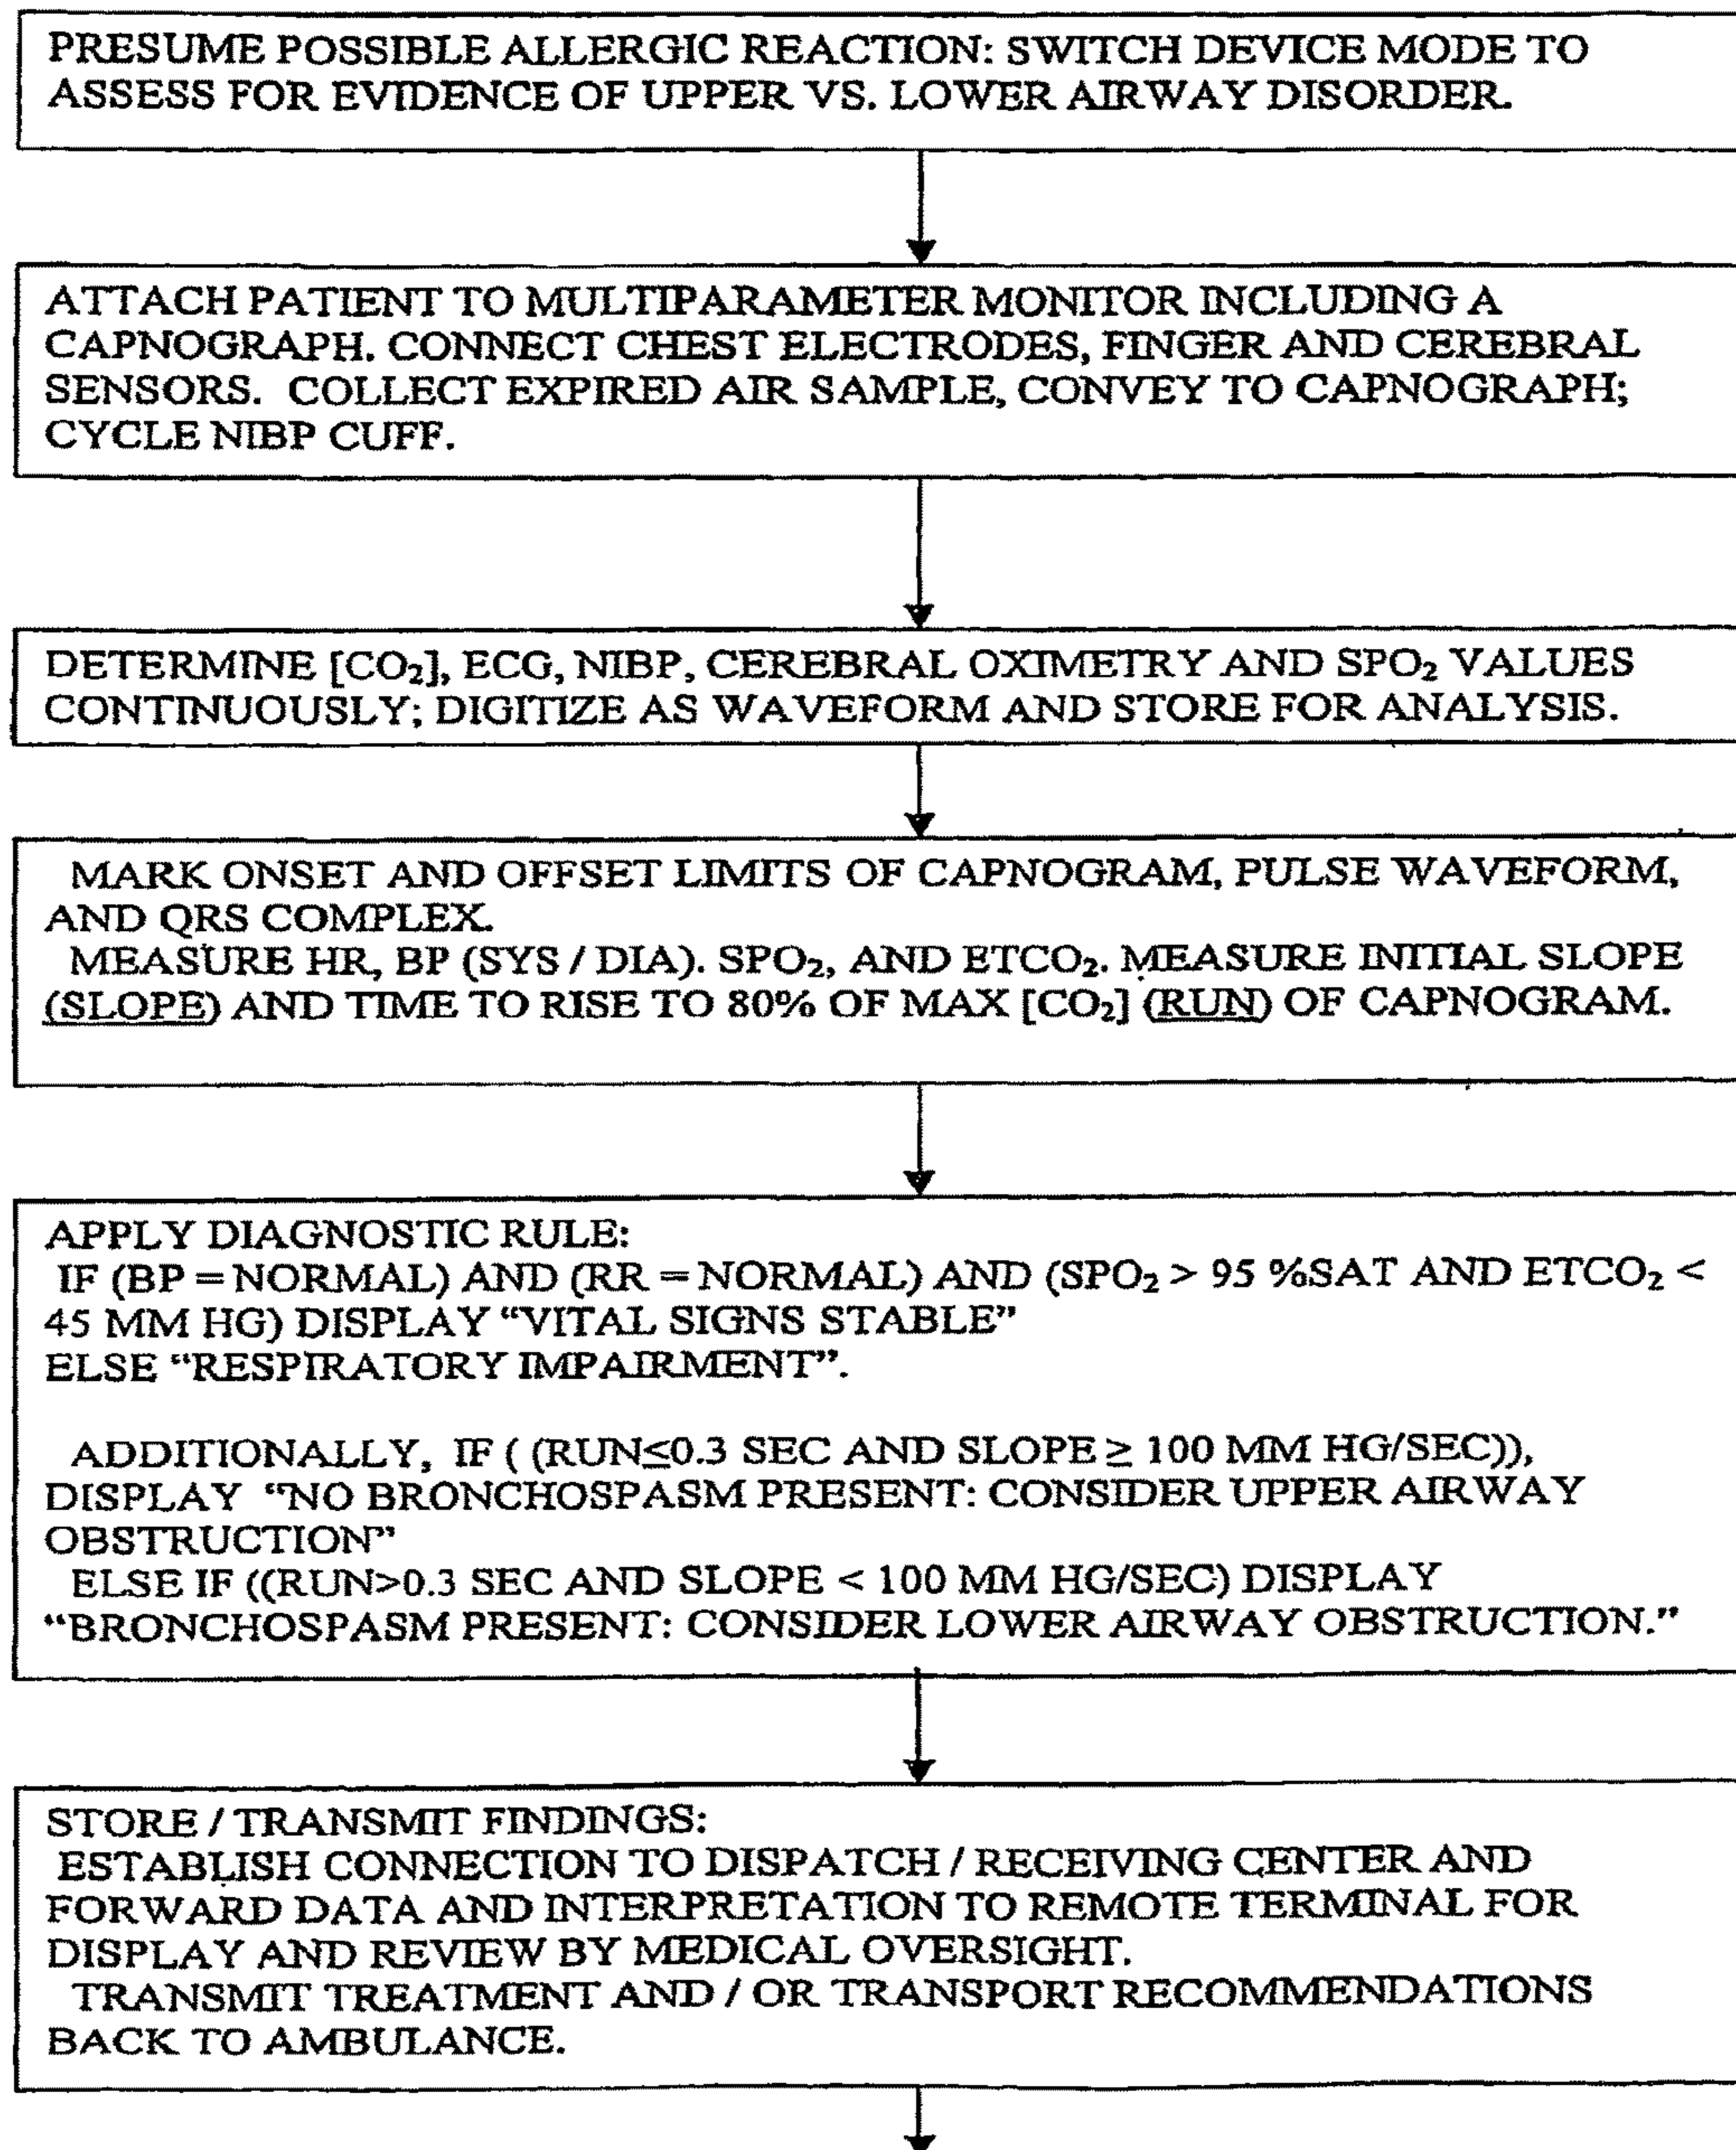 PRESUME POSSIBLE ALLERGIC REACTION: SWITCH DEVICE MODE TO
ASSESS FOR EVIDENCE OF UPPER VS. LOWER AIRWAY DISORDER.
ATTACH PATIENT TO MULTIPARAMETER MONITOR INCLUDING A
CAPNOGRAPH. CONNECT CHEST ELECTRODES, FINGER AND CEREBRAL
SENSORS. COLLECT EXPIRED AIR SAMPLE, CONVEY TO CAPNOGRAPH;
CYCLE NIBP CUFF.
DETERMINE [CO₂], ECG, NIBP, CEREBRAL OXIMETRY AND SPO₂ VALUES
CONTINUOUSLY; DIGITIZE AS WAVEFORM AND STORE FOR ANALYSIS.
MARK ONSET AND OFFSET LIMITS OF CAPNOGRAM, PULSE WAVEFORM,
AND QRS COMPLEX.
MEASURE HR, BP (SYS / DIA). SPO₂, AND ETCO₂. MEASURE INITIAL SLOPE
(SLOPE) AND TIME TO RISE TO 80% OF MAX [CO₂] (RUN) OF CAPNOGRAM.
APPLY DIAGNOSTIC RULE:
IF (BP = NORMAL) AND (RR = NORMAL) AND (SPO₂ > 95 %SAT AND ETCO₂ <
45 MM HG) DISPLAY “VITAL SIGNS STABLE”
ELSE “RESPIRATORY IMPAIRMENT”.
ADDITIONALLY, IF ( (RUN≤0.3 SEC AND SLOPE ≥ 100 MM HG/SEC)),
DISPLAY “NO BRONCHOSPASM PRESENT: CONSIDER UPPER AIRWAY
OBSTRUCTION”
ELSE IF ((RUN>0.3 SEC AND SLOPE < 100 MM HG/SEC) DISPLAY
“BRONCHOSPASM PRESENT: CONSIDER LOWER AIRWAY OBSTRUCTION.”
STORE / TRANSMIT FINDINGS:
ESTABLISH CONNECTION TO DISPATCH / RECEIVING CENTER AND
FORWARD DATA AND INTERPRETATION TO REMOTE TERMINAL FOR
DISPLAY AND REVIEW BY MEDICAL OVERSIGHT.
TRANSMIT TREATMENT AND / OR TRANSPORT RECOMMENDATIONS
BACK TO AMBULANCE.